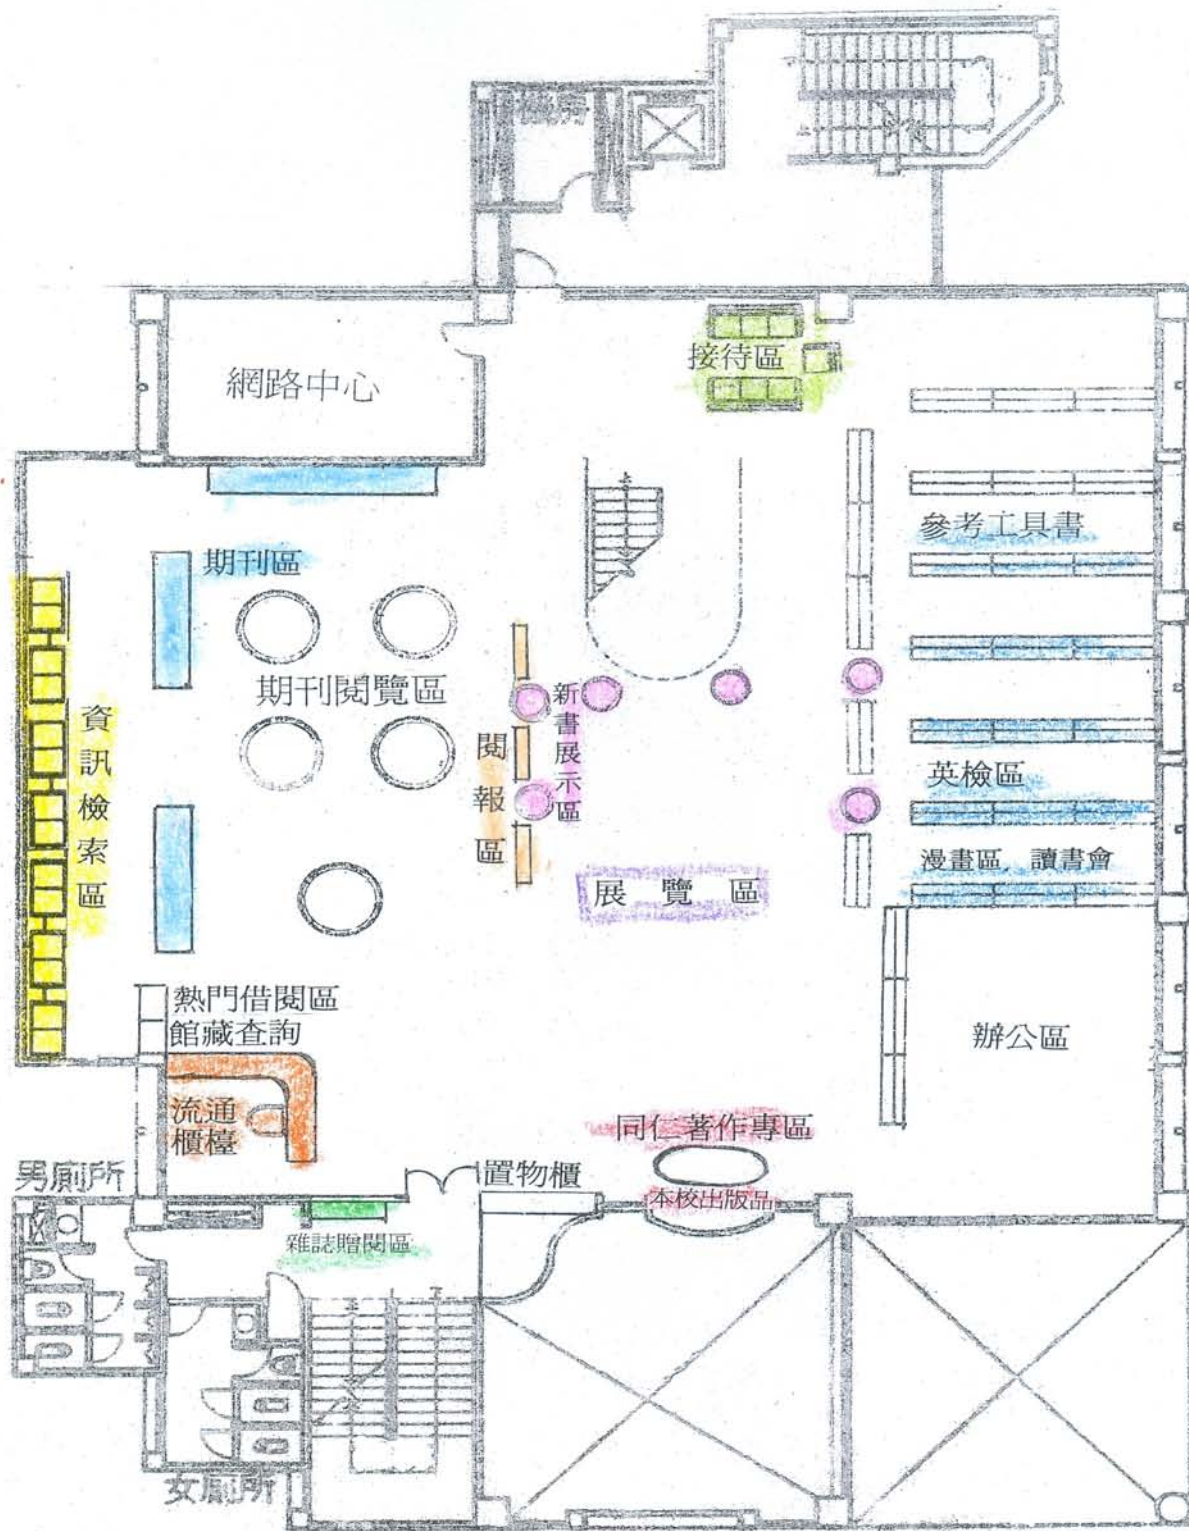 機房
接待區
網路中心
參考工具書
期刊區
期刊閱覽區
新書展示區
資訊檢索區
閱報區
英檢區
漫畫區 讀書會
展覽區
熱門借閱區
館藏查詢
辦公區
流通
櫃檯
同仁著作專區
男廁所
置物櫃
本校出版品
雜誌贈閱區
女廁所